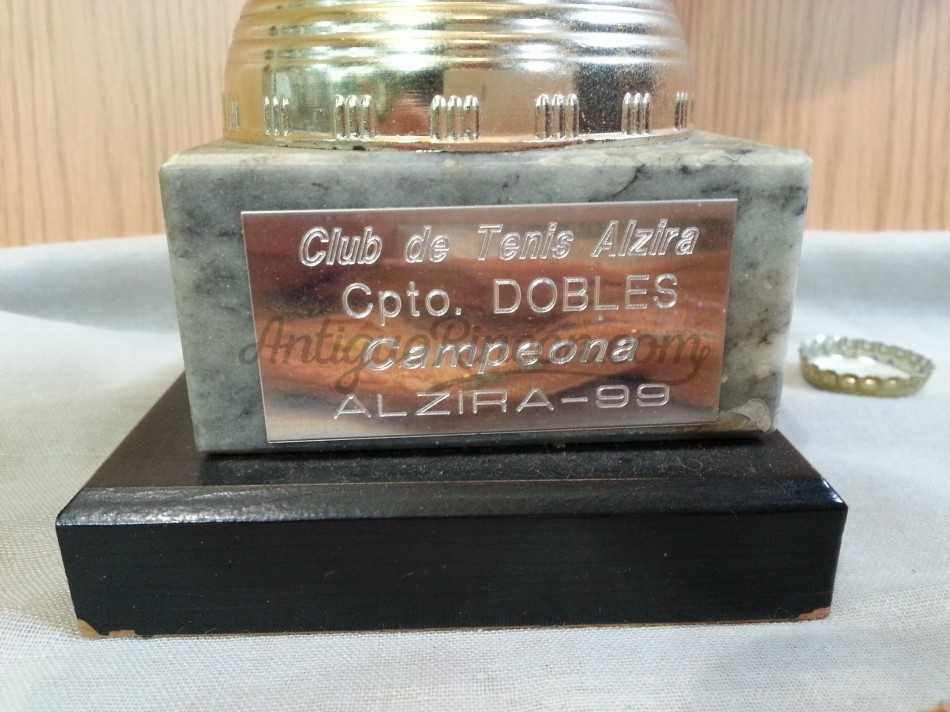 Club de Tenis Alzira
Cpto. DOBLES
Campeona
ALZIRA-99